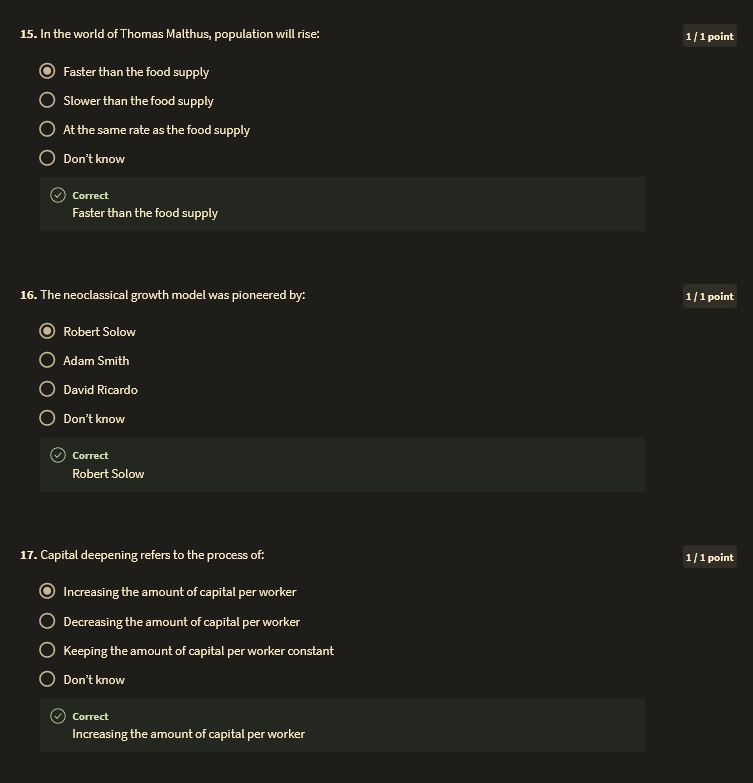 15. In the world of Thomas Malthus, population will rise:
1 / 1 point
Faster than the food supply
Slower than the food supply
At the same rate as the food supply
Don't know
Correct
Faster than the food supply
16. The neoclassical growth model was pioneered by:
1 / 1 point
Robert Solow
Adam Smith
David Ricardo
Don't know
Correct
Robert Solow
17. Capital deepening refers to the process of:
1 / 1 point
Increasing the amount of capital per worker
Decreasing the amount of capital per worker
Keeping the amount of capital per worker constant
Don't know
Correct
Increasing the amount of capital per worker